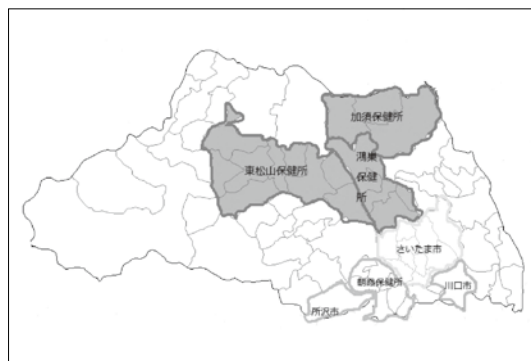 加須保健所
鴻巣
保健
所
東松山保健所
さいたま市
朝霞保健所
川口市
所沢市